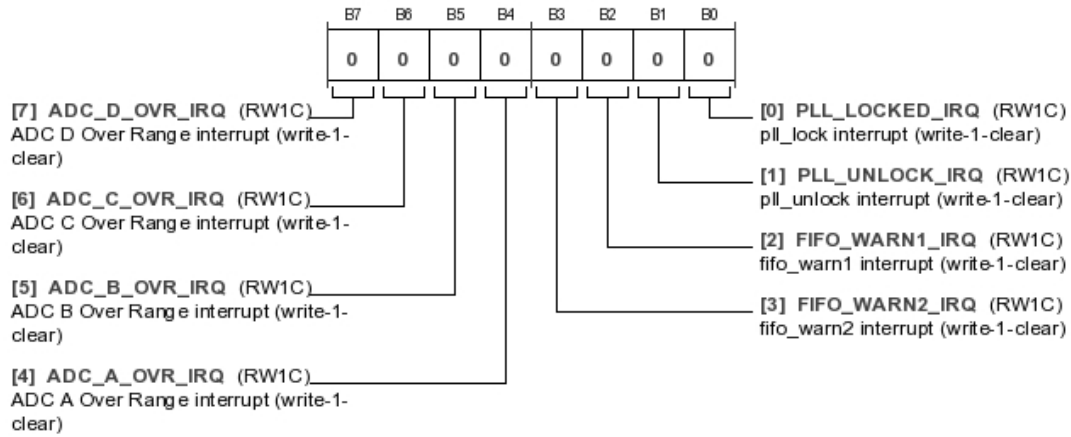 B7 B6 B5 B4 B3 B2 B1 B0
0 0 0 0 0 0 0 0
[7] ADC_D_OVR_IRQ (RW1C)
ADC D Over Range interrupt (write-1-
clear)
[6] ADC_C_OVR_IRQ (RW1C)
ADC C Over Range interrupt (write-1-
clear)
[5] ADC_B_OVR_IRQ (RW1C)
ADC B Over Range interrupt (write-1-
clear)
[4] ADC_A_OVR_IRQ (RW1C)
ADC A Over Range interrupt (write-1-
clear)
[0] PLL_LOCKED_IRQ (RW1C)
pll_lock interrupt (write-1-clear)
[1] PLL_UNLOCK_IRQ (RW1C)
pll_unlock interrupt (write-1-clear)
[2] FIFO_WARN1_IRQ (RW1C)
fifo_warn1 interrupt (write-1-clear)
[3] FIFO_WARN2_IRQ (RW1C)
fifo_warn2 interrupt (write-1-clear)